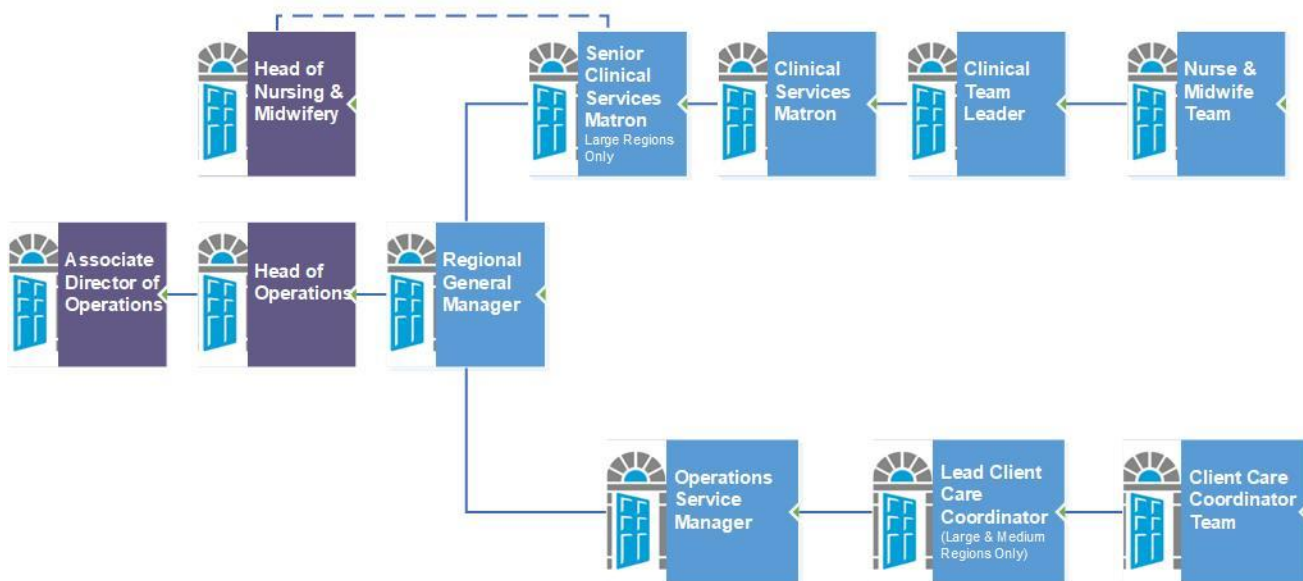 Head of
Nursing &
Midwifery
Senior
Clinical
Services
Matron
Large Regions
Only
Clinical
Services
Matron
Clinical
Team
Leader
Nurse &
Midwife
Team
Associate
Director of
Operations
Head of
Operations
Regional
General
Manager
Operations
Service
Manager
Lead Client
Care
Coordinator
(Large & Medium
Regions Only)
Client Care
Coordinator
Team